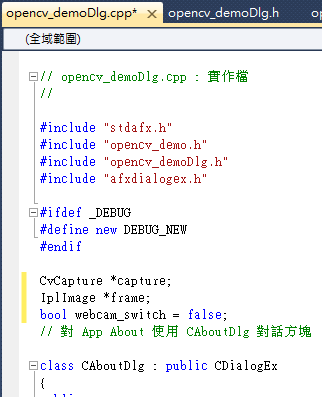 opencv_demoDlg.cpp* × opencv_demoDlg.h
(全域範圍)
// opencv_demoDlg.cpp : 實作檔
//
#include "stdafx.h"
#include "opencv_demo.h"
#include "opencv_demoDlg.h"
#include "afxdialogex.h"
#ifdef _DEBUG
#define new DEBUG_NEW
#endif
CvCapture *capture;
IplImage *frame;
bool webcam_switch = false;
// 對 App About 使用 CAboutDlg 對話方塊
class CAboutDlg : public CDialogEx
{